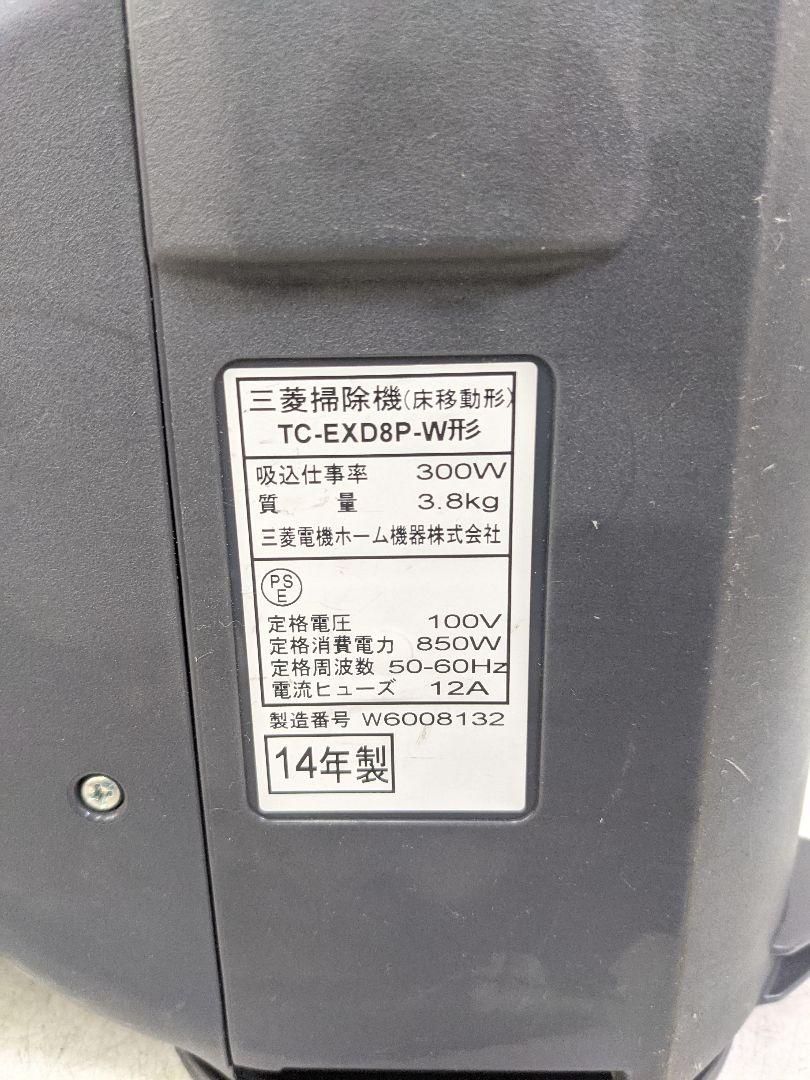 三菱掃除機(床移動形)
TC-EXD8P-W形
吸込仕事率 300W
質 量 3.8kg
三菱電機ホーム機器株式会社
PS
E
定格電圧 100V
定格消費電力 850W
定格周波数 50-60Hz
電流ヒューズ 12A
製造番号 W6008132
14年製